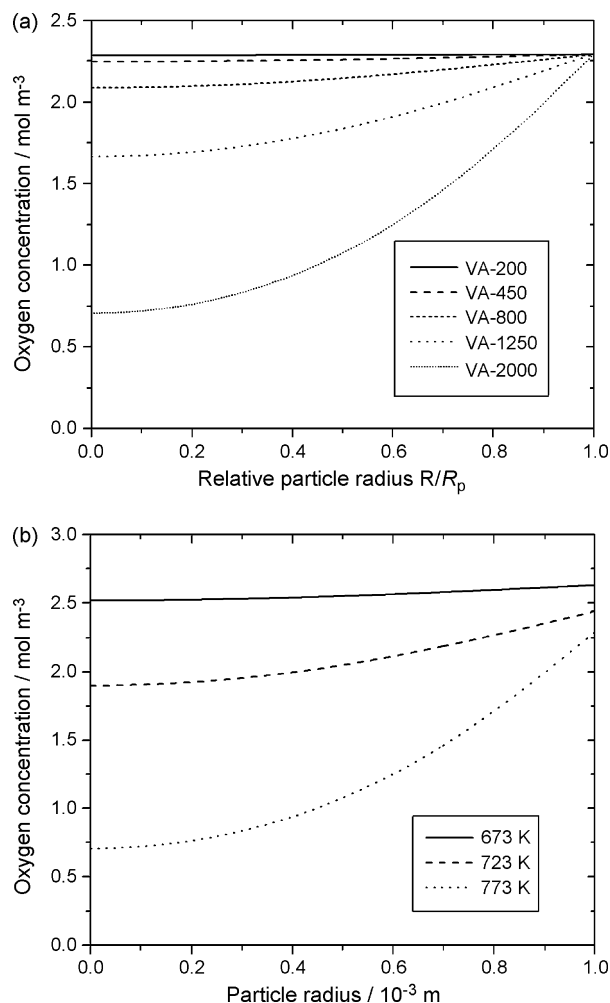 (a)
2.5
2.0
1.5
1.0
0.5
0.0
Oxygen concentration / mol m-3
VA-200
VA-450
VA-800
VA-1250
VA-2000
0.0 0.2 0.4 0.6 0.8 1.0
Relative particle radius R/Rp
(b)
3.0
2.5
2.0
1.5
1.0
0.5
0.0
Oxygen concentration / mol m-3
673 K
723 K
773 K
0.0 0.2 0.4 0.6 0.8 1.0
Particle radius / 10-3 m